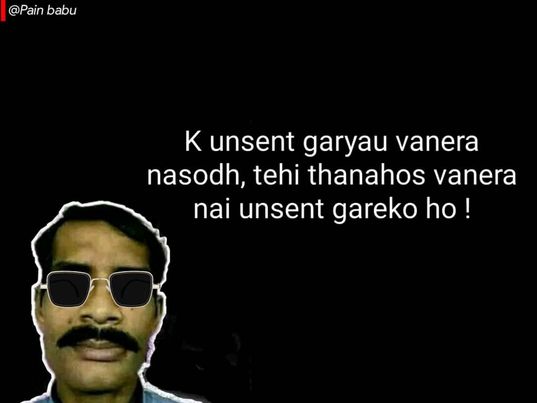 @Pain babu
K unsent garyau vanera
nasodh, tehi thanahos vanera
nai unsent gareko ho !